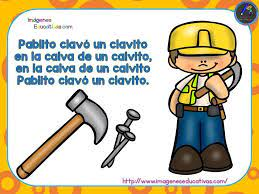 Imágenes
Educativas.com
Pablito clavó un clavito
en la calva de un calvito,
en la calva de un calvito
Pablito clavó un clavito.
http://www.imageneseducativas.com/